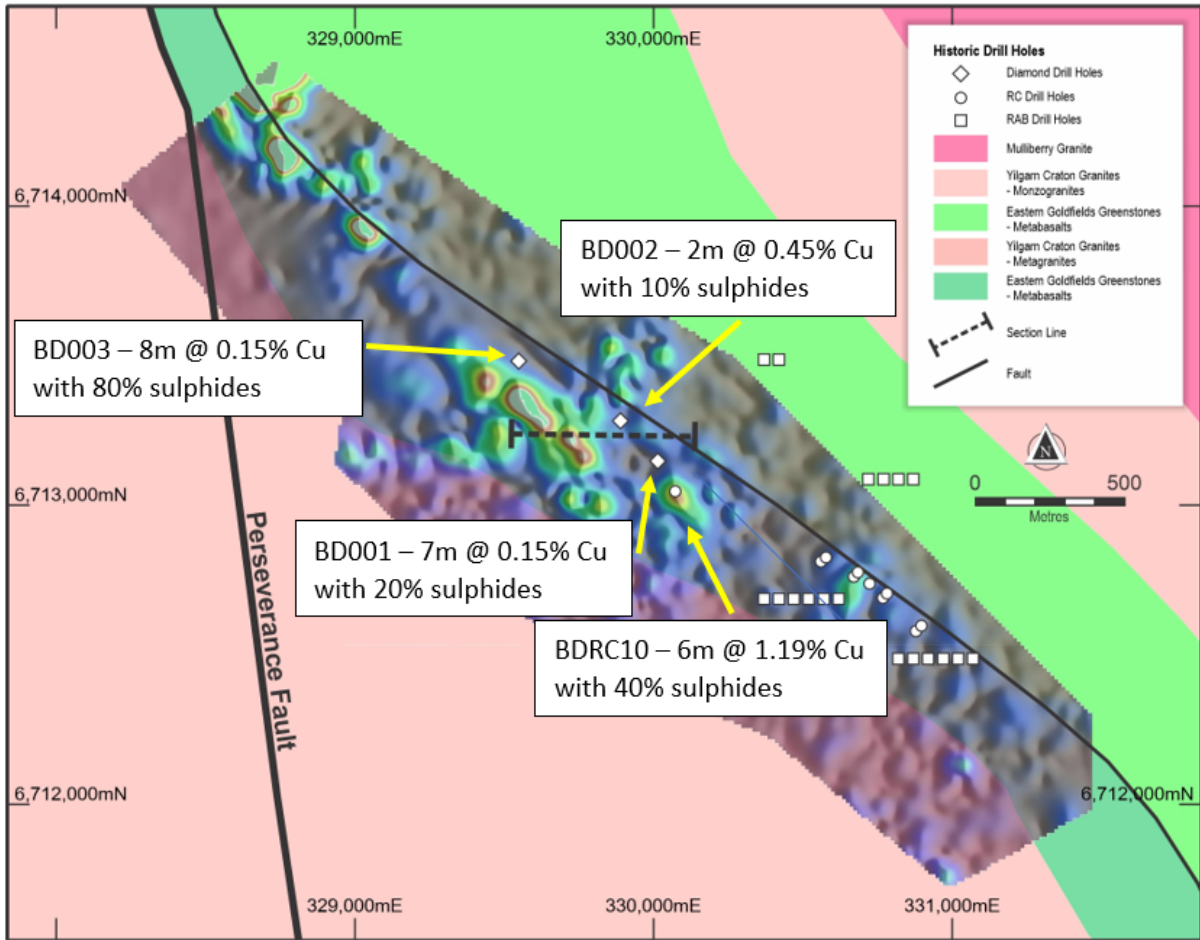 329,000mE
330,000mE
Historic Drill Holes
Diamond Drill Holes
RC Drill Holes
RAB Drill Holes
Mulliberry Granite
Yilgarn Craton Granites
- Monzogranites
Eastern Goldfields Greenstones
- Metabasalts
Yilgarn Craton Granites
- Metagranites
Eastern Goldfields Greenstones
- Metabasalts
Section Line
Fault
6,714,000mN
BD002 – 2m @ 0.45% Cu
with 10% sulphides
BD003 – 8m @ 0.15% Cu
with 80% sulphides
N
0
500
Metres
6,713,000mN
BD001 – 7m @ 0.15% Cu
with 20% sulphides
Perseverance Fault
BDRC10 – 6m @ 1.19% Cu
with 40% sulphides
6,712,000mN
6,712,000mN
329,000mE
330,000mE
331,000mE